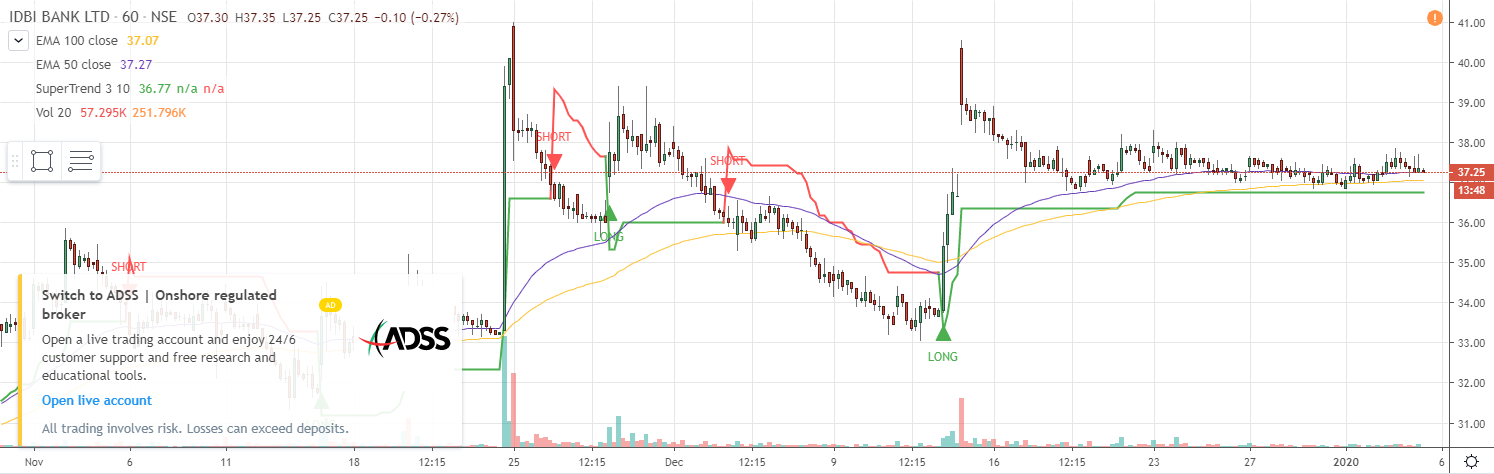 IDBI BANK LTD · 60 · NSE O37.30 H37.35 L37.25 C37.25 −0.10 (−0.27%)
EMA 100 close 37.07
EMA 50 close 37.27
SuperTrend 3 10 36.77 n/a n/a
Vol 20 57.295K 251.796K
!
41.00
40.00
39.00
38.00
37.25
13:48
36.00
35.00
34.00
33.00
32.00
31.00
SHORT
SHORT
SHORT
LONG
LONG
Switch to ADSS | Onshore regulated
broker
AD
Open a live trading account and enjoy 24/6
customer support and free research and
educational tools.
ADSS
Open live account
All trading involves risk. Losses can exceed deposits.
Nov 6 11 18 12:15 25 12:15 Dec 12:15 9 12:15 16 12:15 23 27 2020 6